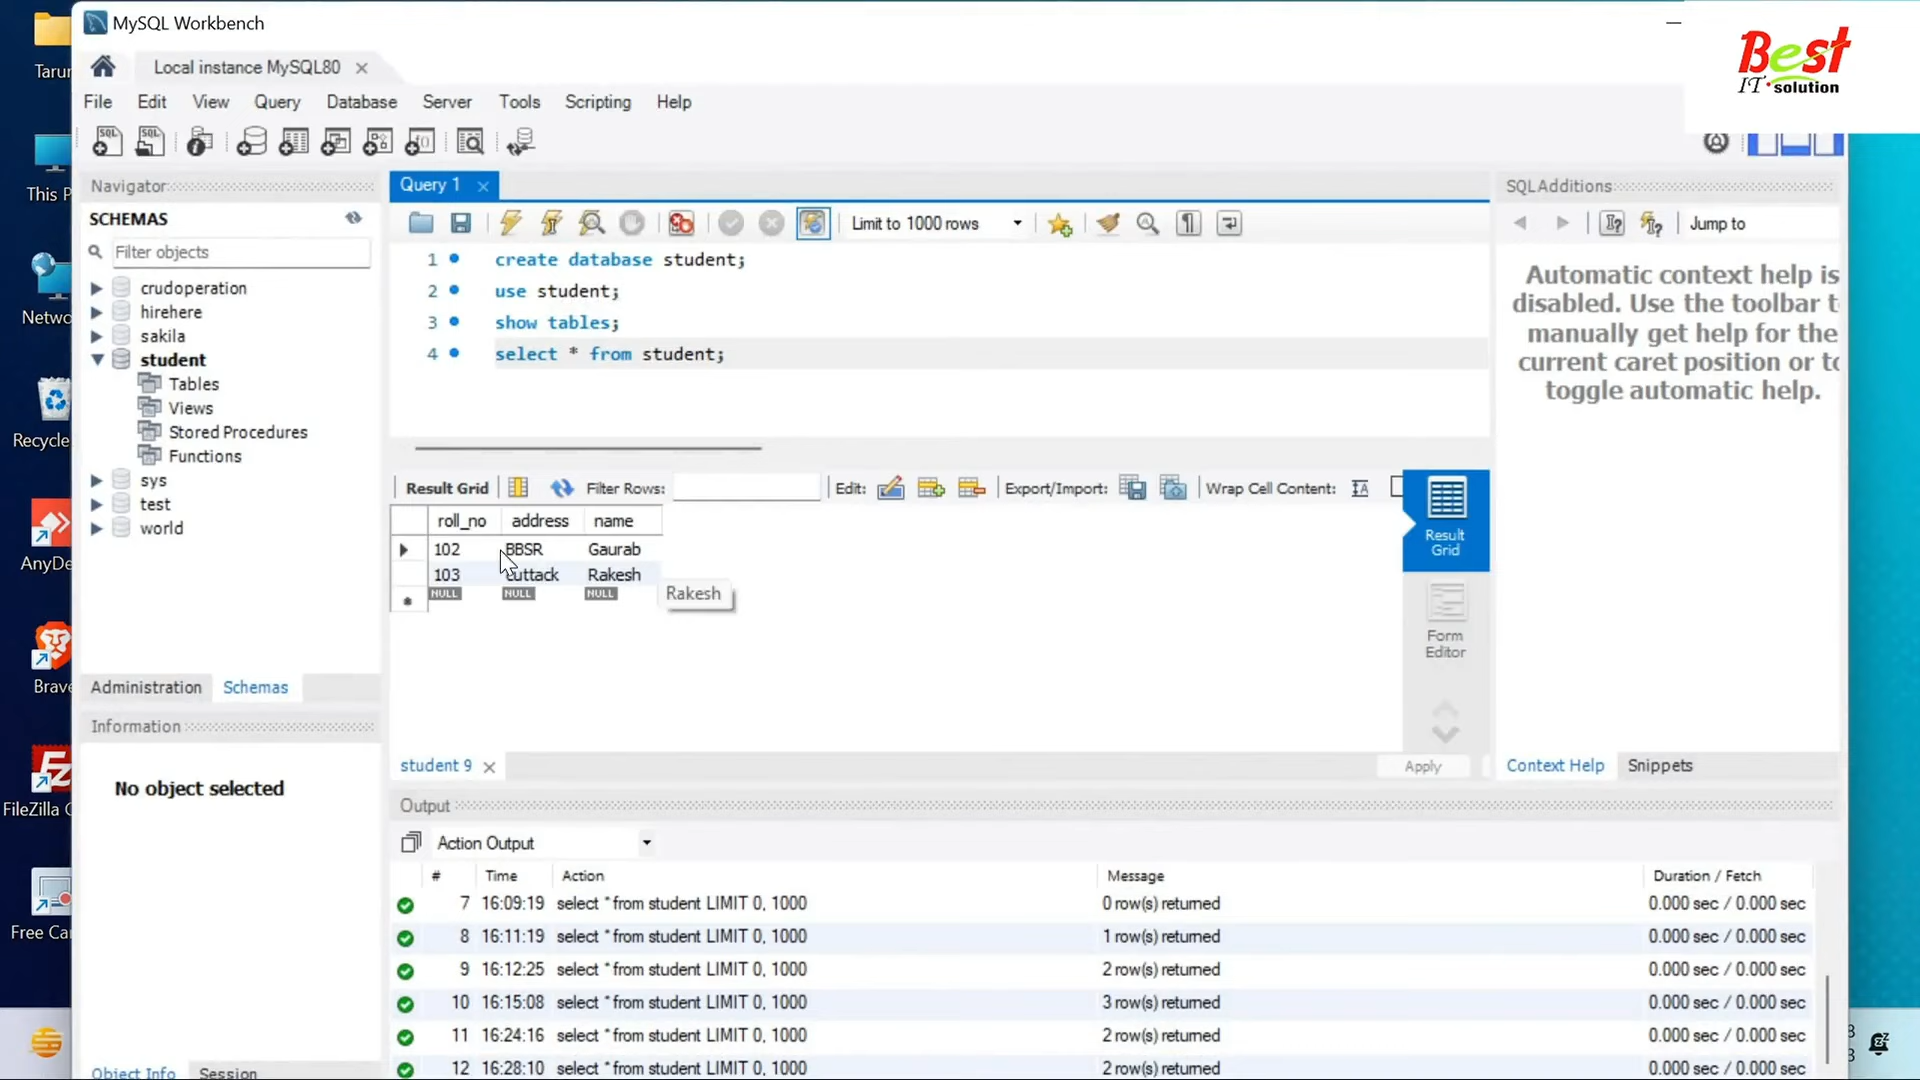 MySQL Workbench
Best
IT solution
Local instance MySQL80
File Edit View Query Database Server Tools Scripting Help
SQL SQL
Navigator
SCHEMAS
Filter objects
crudoperation
hirehere
sakila
student
Tables
Views
Stored Procedures
Functions
sys
test
world
Administration Schemas
Information
No object selected
Object Info Session
Query 1
Limit to 1000 rows
1 create database student;
2 use student;
3 show tables;
4 select * from student;
Result Grid Filter Rows: Edit: Export/Import: Wrap Cell Content:
roll_no address name
102 BBSR Gaurab
103 cuttack Rakesh
NULL NULL NULL
Rakesh
Result
Grid
Form
Editor
student 9
Apply
SQLAdditions
Jump to
Automatic context help is
disabled. Use the toolbar t
manually get help for the
current caret position or to
toggle automatic help.
Context Help Snippets
Output
Action Output
# Time Action Message Duration / Fetch
7 16:09:19 select * from student LIMIT 0, 1000 0 row(s) returned 0.000 sec / 0.000 sec
8 16:11:19 select * from student LIMIT 0, 1000 1 row(s) returned 0.000 sec / 0.000 sec
9 16:12:25 select * from student LIMIT 0, 1000 2 row(s) returned 0.000 sec / 0.000 sec
10 16:15:08 select * from student LIMIT 0, 1000 3 row(s) returned 0.000 sec / 0.000 sec
11 16:24:16 select * from student LIMIT 0, 1000 2 row(s) returned 0.000 sec / 0.000 sec
12 16:28:10 select * from student LIMIT 0, 1000 2 row(s) returned 0.000 sec / 0.000 sec
Tarur
This P
Netwo
Recycle
AnyDe
Brave
FileZilla C
Free Ca